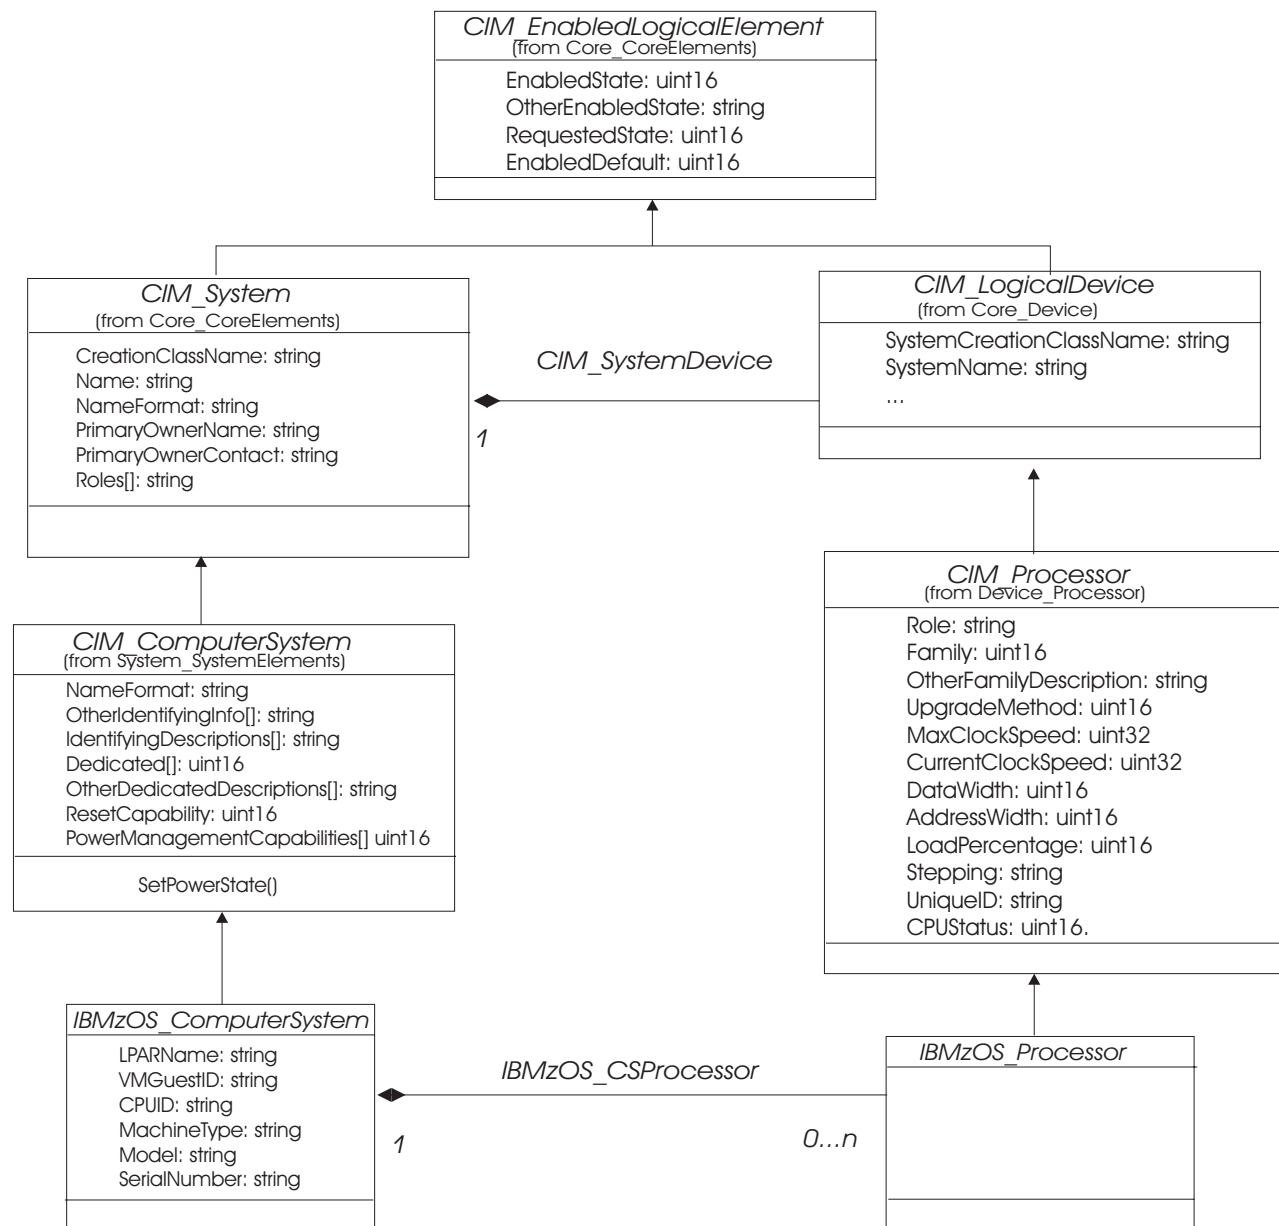 CIM_EnabledLogicalElement
(from Core_CoreElements)
EnabledState: uint16
OtherEnabledState: string
RequestedState: uint16
EnabledDefault: uint16
CIM_System
(from Core_CoreElements)
CreationClassName: string
Name: string
NameFormat: string
PrimaryOwnerName: string
PrimaryOwnerContact: string
Roles[]: string
CIM_SystemDevice
1
CIM_LogicalDevice
(from Core_Device)
SystemCreationClassName: string
SystemName: string
...
CIM_ComputerSystem
(from System_SystemElements)
NameFormat: string
OtherIdentifyingInfo[]: string
IdentifyingDescriptions[]: string
Dedicated[]: uint16
OtherDedicatedDescriptions[]: string
ResetCapability: uint16
PowerManagementCapabilities[] uint16
SetPowerState()
CIM_Processor
(from Device_Processor)
Role: string
Family: uint16
OtherFamilyDescription: string
UpgradeMethod: uint16
MaxClockSpeed: uint32
CurrentClockSpeed: uint32
DataWidth: uint16
AddressWidth: uint16
LoadPercentage: uint16
Stepping: string
UniqueID: string
CPUStatus: uint16.
IBMzOS_ComputerSystem
LPARName: string
VMGuestID: string
CPUID: string
MachineType: string
Model: string
SerialNumber: string
IBMzOS_CSProcessor
1
0...n
IBMzOS_Processor